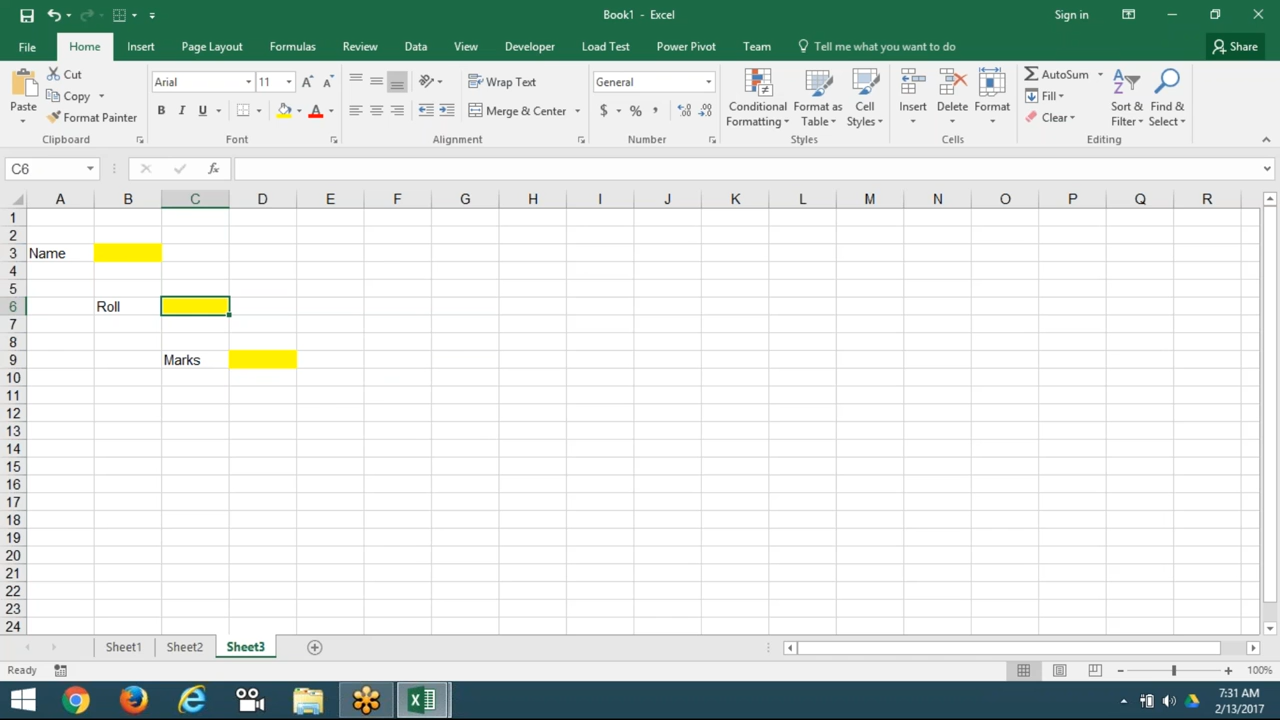 Book1 - Excel
Sign in
File Home Insert Page Layout Formulas Review Data View Developer Load Test Power Pivot Team Tell me what you want to do Share
Paste
Cut
Copy
Format Painter
Clipboard
Arial 11
B I U
Font
Wrap Text
Merge & Center
Alignment
General
$ % ,
Number
Conditional Formatting
Format as Table
Cell Styles
Styles
Insert
Delete
Format
Cells
AutoSum
Fill
Clear
Sort & Filter
Find & Select
Editing
C6
fx
A B C D E F G H I J K L M N O P Q R
1
2
3 Name
4
5
6 Roll
7
8
9 Marks
10
11
12
13
14
15
16
17
18
19
20
21
22
23
24
Sheet1 Sheet2 Sheet3
Ready
100%
7:31 AM
2/13/2017